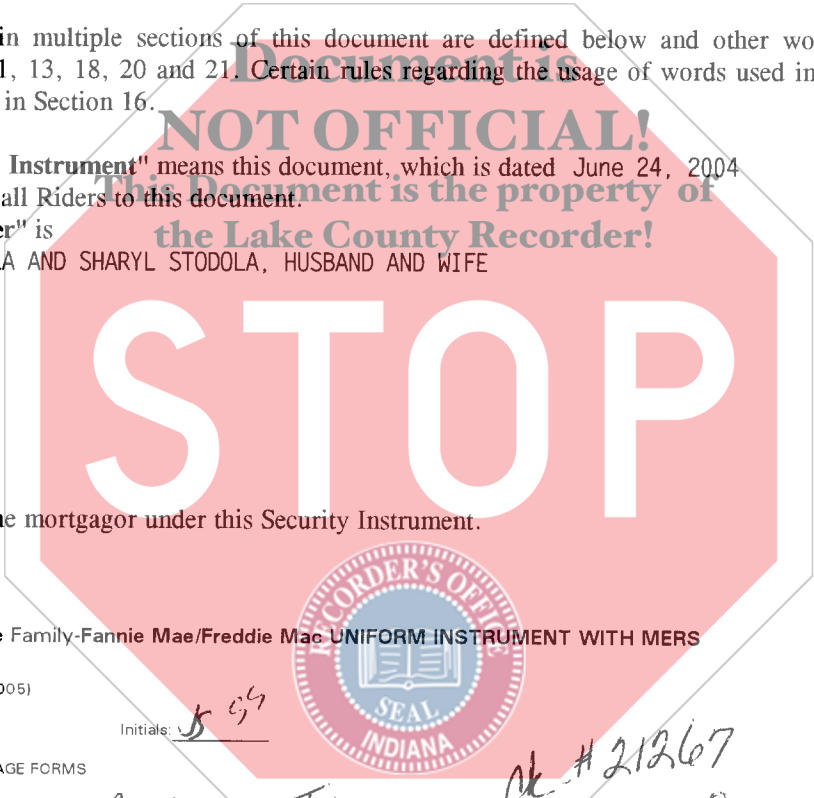 in multiple sections of this document are defined below and other wo
1, 13, 18, 20 and 21. Certain rules regarding the usage of words used in
in Section 16.
Document is
NOT OFFICIAL!
This Document is the property of
the Lake County Recorder!
Instrument" means this document, which is dated June 24, 2004
all Riders to this document.
er" is
A AND SHARYL STODOLA, HUSBAND AND WIFE
STOP
e mortgagor under this Security Instrument.
RECORDER'S OFFICE
SEAL
INDIANA
e Family-Fannie Mae/Freddie Mac UNIFORM INSTRUMENT WITH MERS
005)
Initials:
AGE FORMS
# 21267